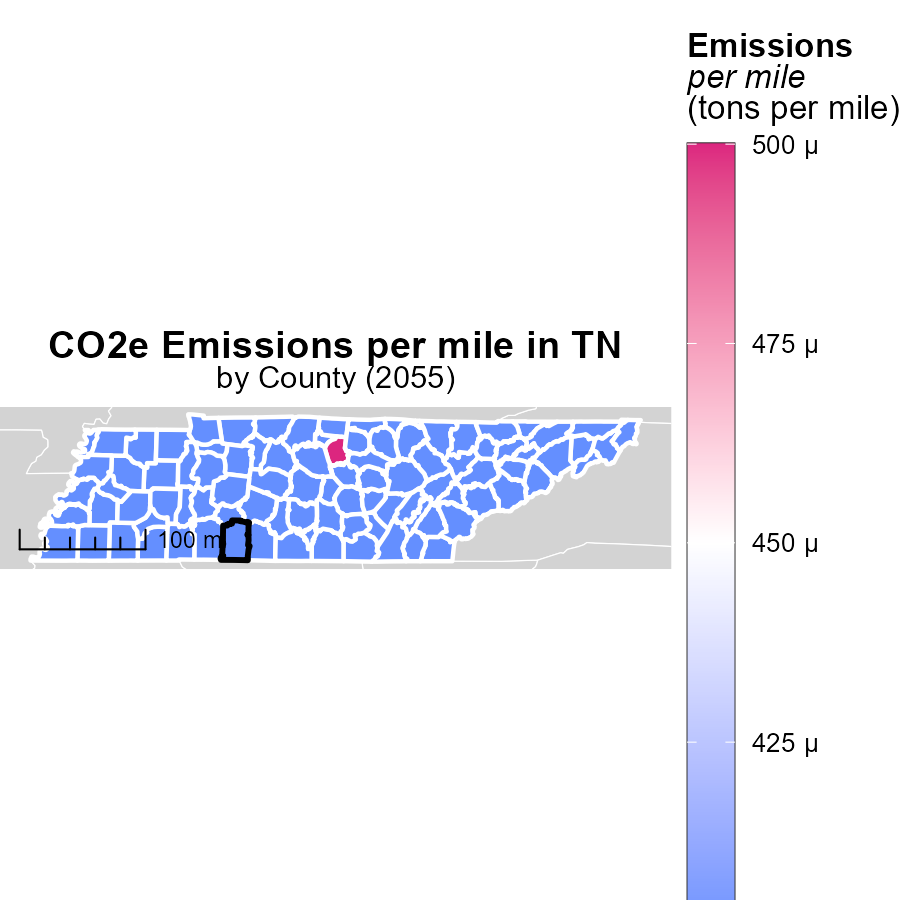 Emissions
per mile
(tons per mile)
500 µ
475 µ
450 µ
425 µ
CO2e Emissions per mile in TN
by County (2055)
100 m